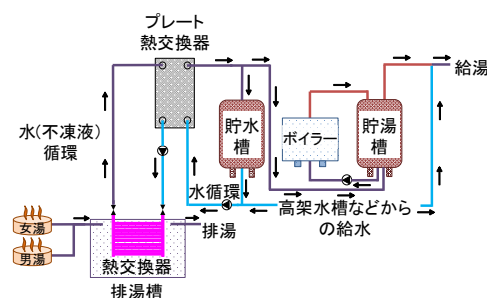 プレート
熱交換器
給湯
水(不凍液)
循環
貯水
槽
ボイラー
貯湯
槽
水循環
高架水槽などから
の給水
女湯
男湯
排湯
熱交換器
排湯槽